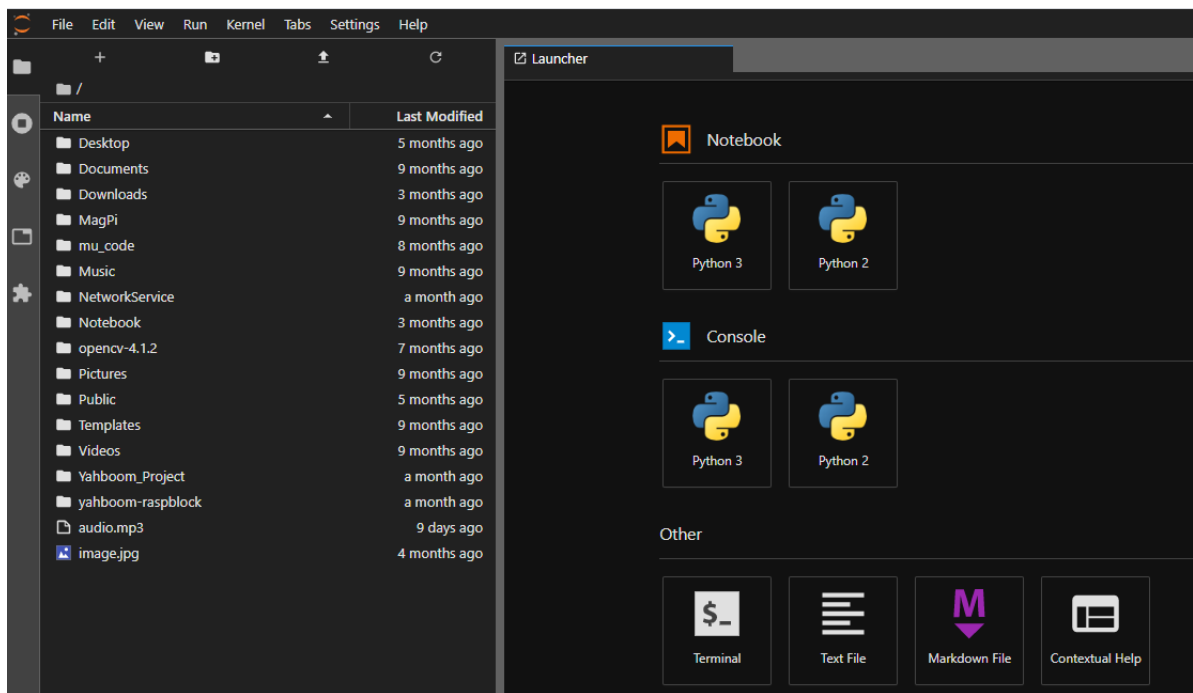 File Edit View Run Kernel Tabs Settings Help
Launcher
/
Name Last Modified
Desktop 5 months ago
Documents 9 months ago
Downloads 3 months ago
MagPi 9 months ago
mu_code 8 months ago
Music 9 months ago
NetworkService a month ago
Notebook 3 months ago
opencv-4.1.2 7 months ago
Pictures 9 months ago
Public 5 months ago
Templates 9 months ago
Videos 9 months ago
Yahboom_Project a month ago
yahboom-raspblock a month ago
audio.mp3 9 days ago
image.jpg 4 months ago
Notebook
Python 3 Python 2
Console
Python 3 Python 2
Other
$_ M
Terminal Text File Markdown File Contextual Help